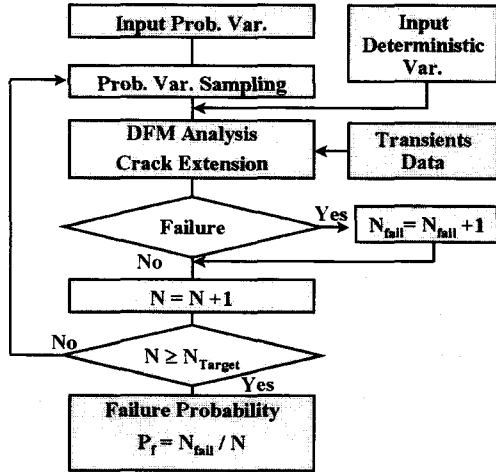 Input Prob. Var.
Input
Deterministic
Var.
Prob. Var. Sampling
DFM Analysis
Crack Extension
Transients
Data
Failure
Yes
N_fail = N_fail +1
No
N = N +1
No
N ≥ N_Target
Yes
Failure Probability
P_f = N_fail / N